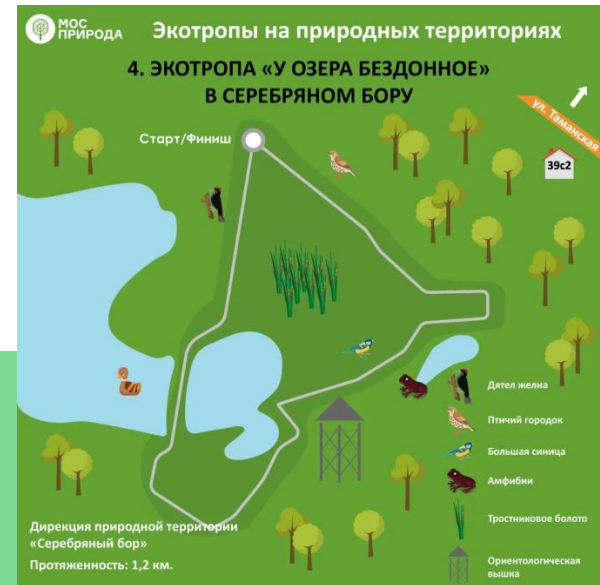 МОС
ПРИРОДА
Экотропы на природных территориях
4. ЭКОТРОПА «У ОЗЕРА БЕЗДОННОЕ»
В СЕРЕБРЯНОМ БОРУ
ул. Таманская
Старт/Финиш
39с2
Дятел желна
Птичий городок
Большая синица
Амфибии
Тростниковое болото
Ориентологическая
вышка
Дирекция природной территории
«Серебряный бор»
Протяженность: 1,2 км.